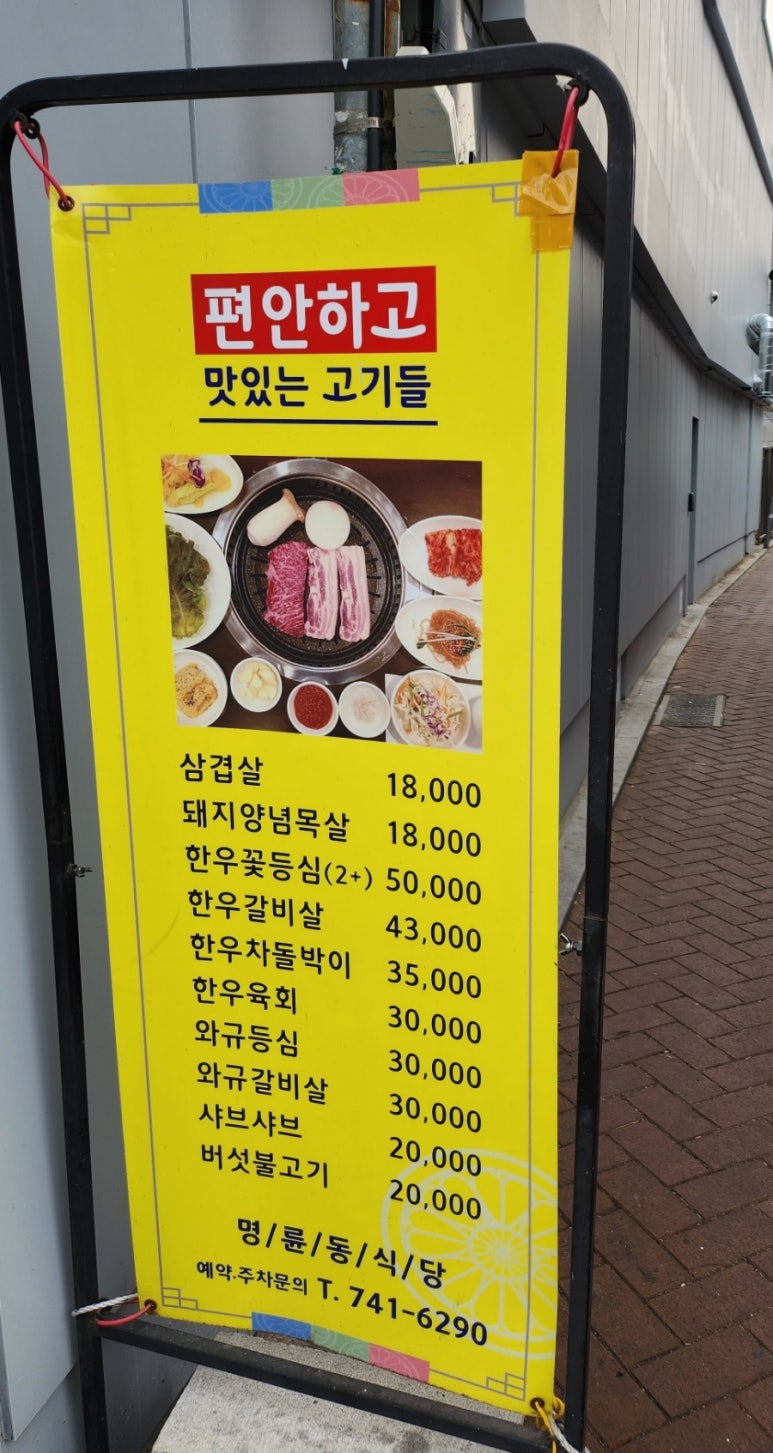 편안하고
맛있는 고기들
삼겹살 18,000
돼지양념목살 18,000
한우꽃등심(2+) 50,000
한우갈비살 43,000
한우차돌박이 35,000
한우육회 30,000
와규등심 30,000
와규갈비살 30,000
샤브샤브 20,000
버섯불고기 20,000
명/륜/동/식/당
예약.주차문의 T. 741-6290